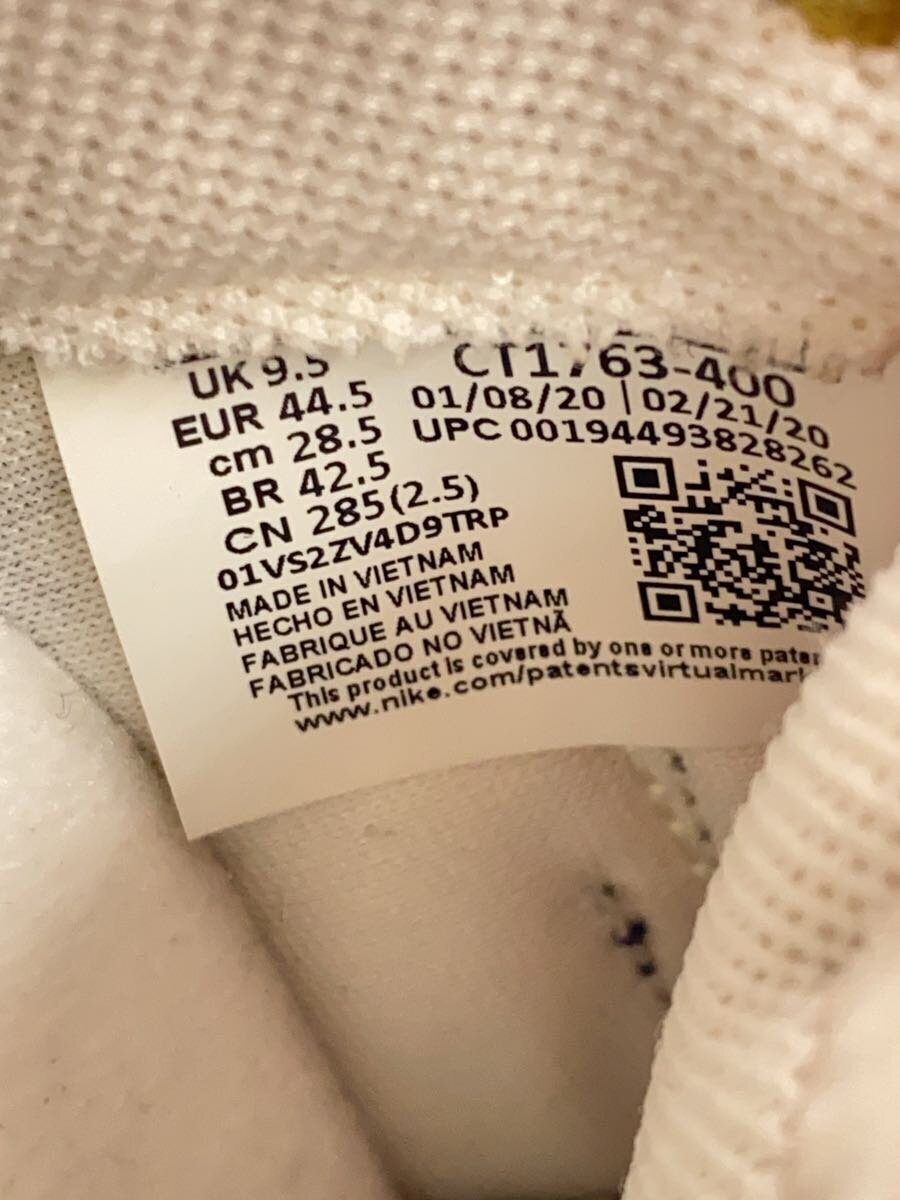 UK 9.5
EUR 44.5
cm 28.5
BR 42.5
CN 285(2.5)
01VS2ZV4D9TRP
MADE IN VIETNAM
HECHO EN VIETNAM
FABRIQUE AU VIETNAM
FABRICADO NO VIETNÃ
This product is covered by one or more
www.nike.com/patentsvirtualmar
CT1763-400
01/08/20 | 02/21/20
UPC 00194493828262